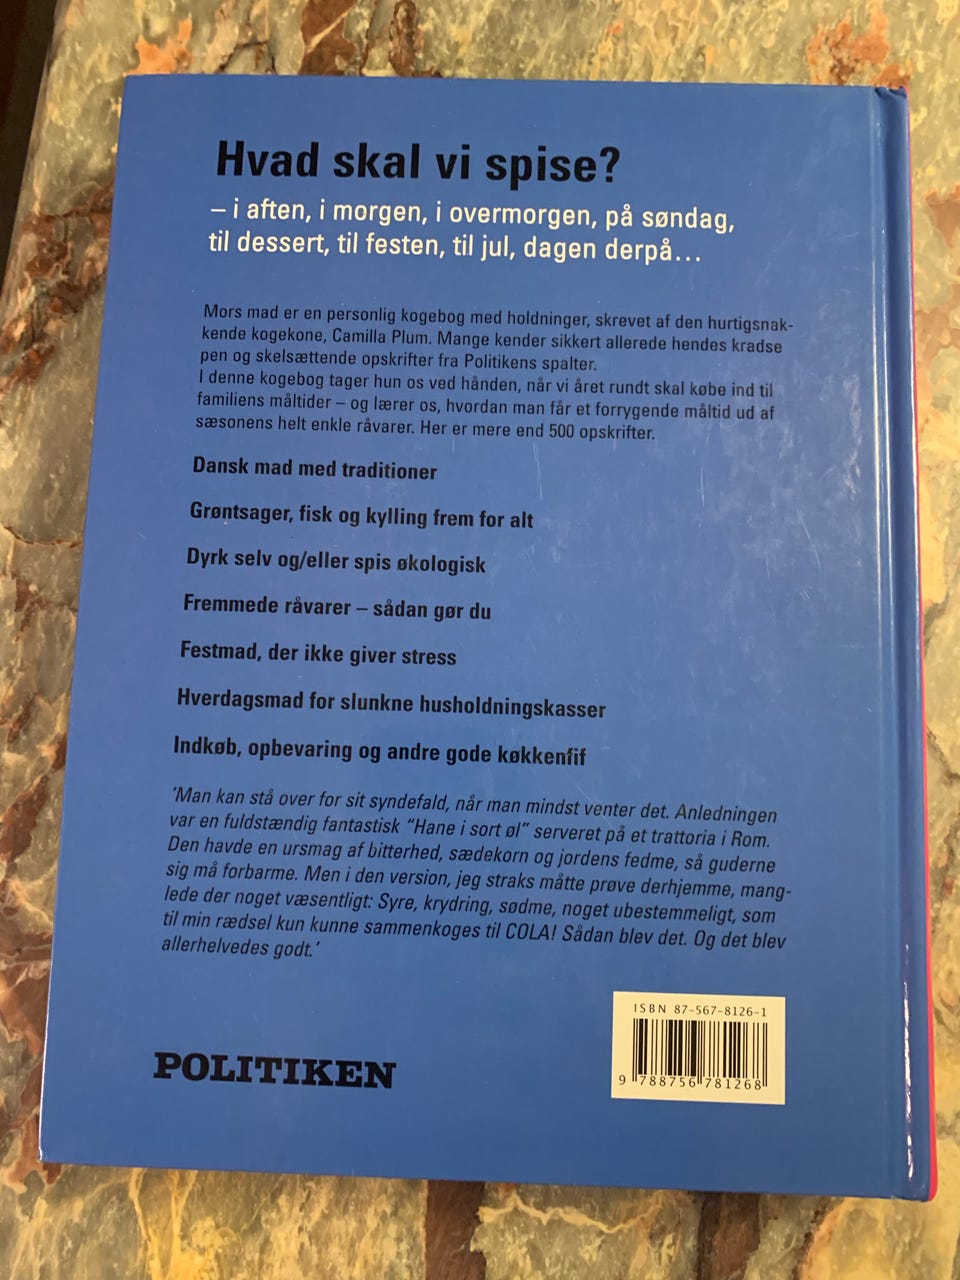 Hvad skal vi spise?
– i aften, i morgen, i overmorgen, på søndag,
til dessert, til festen, til jul, dagen derpå...
Mors mad er en personlig kogebog med holdninger, skrevet af den hurtigsnak-
kende kogekone, Camilla Plum. Mange kender sikkert allerede hendes kradse
pen og skelsættende opskrifter fra Politikens spalter.
I denne kogebog tager hun os ved hånden, når vi året rundt skal købe ind til
familiens måltider – og lærer os, hvordan man får et forrygende måltid ud af
sæsonens helt enkle råvarer. Her er mere end 500 opskrifter.
Dansk mad med traditioner
Grøntsager, fisk og kylling frem for alt
Dyrk selv og/eller spis økologisk
Fremmede råvarer – sådan gør du
Festmad, der ikke giver stress
Hverdagsmad for slunkne husholdningskasser
Indkøb, opbevaring og andre gode køkkenfif
'Man kan stå over for sit syndefald, når man mindst venter det. Anledningen
var en fuldstændig fantastisk "Hane i sort øl" serveret på et trattoria i Rom.
Den havde en ursmag af bitterhed, sædekorn og jordens fedme, så guderne
sig må forbarme. Men i den version, jeg straks måtte prøve derhjemme, mang-
lede der noget væsentligt: Syre, krydring, sødme, noget ubestemmeligt, som
til min rædsel kun kunne sammenkoges til COLA! Sådan blev det. Og det blev
allerhelvedes godt.'
ISBN 87-567-8126-1
9 788756 781268
POLITIKEN